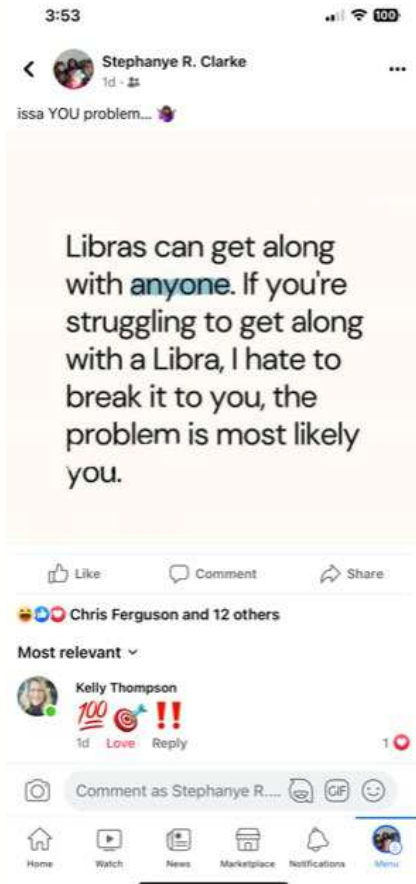 3:53
100
Stephanye R. Clarke
1d
issa YOU problem...
Libras can get along
with anyone. If you're
struggling to get along
with a Libra, I hate to
break it to you, the
problem is most likely
you.
Like Comment Share
Chris Ferguson and 12 others
Most relevant
Kelly Thompson
💯🎯‼️
1d Love Reply 1
Comment as Stephanye R.... GIF
Home Watch News Marketplace Notifications Menu